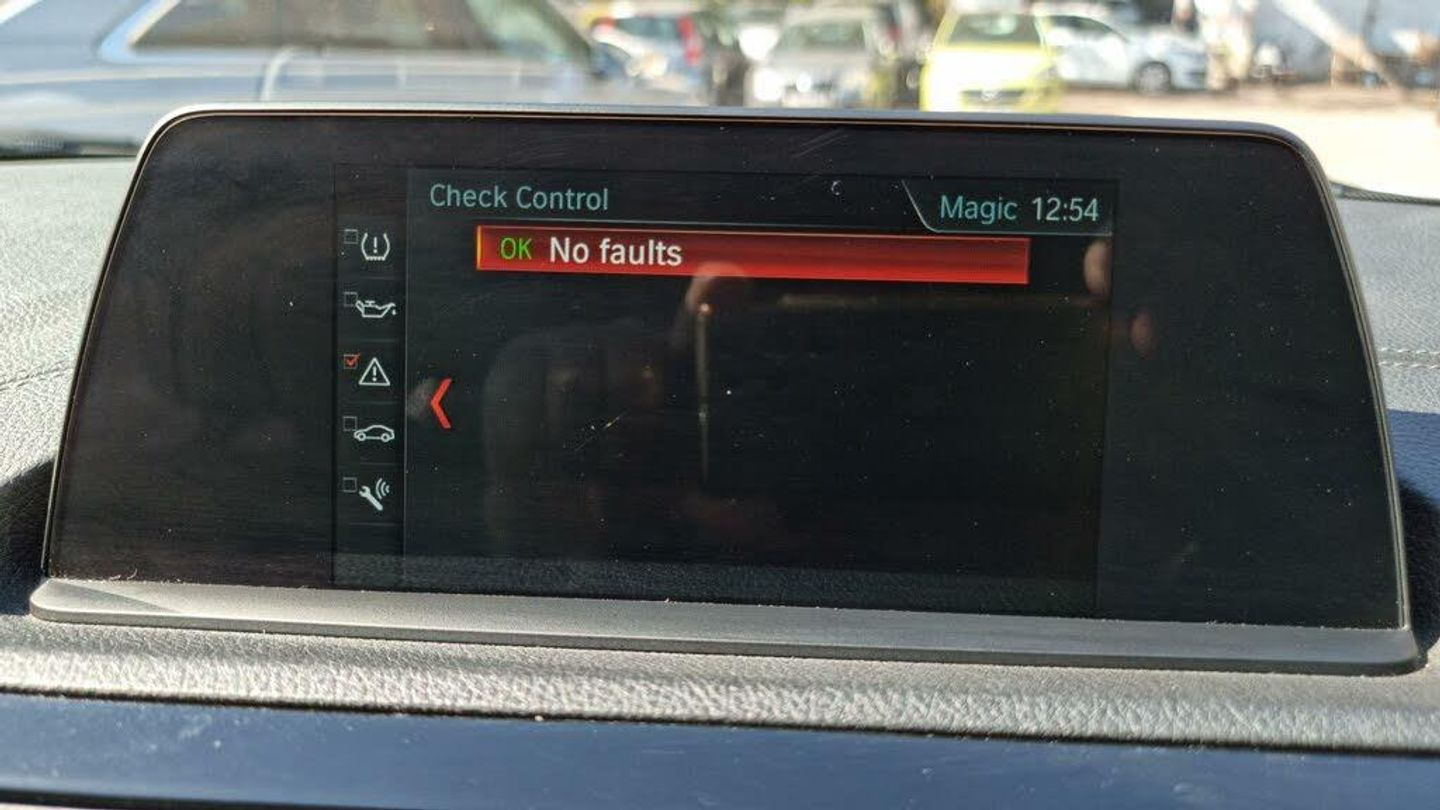 Check Control
Magic 12:54
OK No faults